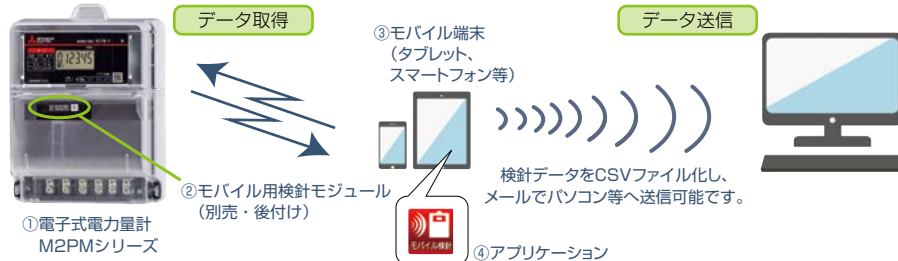 データ取得
データ送信
③モバイル端末
(タブレット、
スマートフォン等)
012345
②モバイル用検針モジュール
(別売・後付け)
検針データをCSVファイル化し、
メールでパソコン等へ送信可能です。
①電子式電力量計
M2PMシリーズ
モバイル検針
④アプリケーション